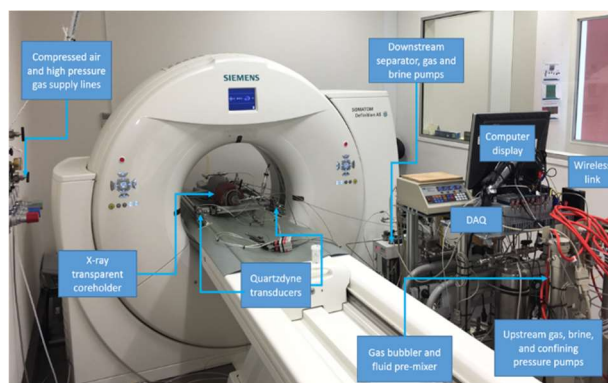 Compressed air
and high pressure
gas supply lines
Downstream
separator, gas and
brine pumps
SIEMENS
SOMATOM
Definition AS
Computer
display
Wireless
link
DAQ
X-ray
transparent
coreholder
Quartzdyne
transducers
Gas bubbler and
fluid pre-mixer
Upstream gas, brine,
and confining
pressure pumps